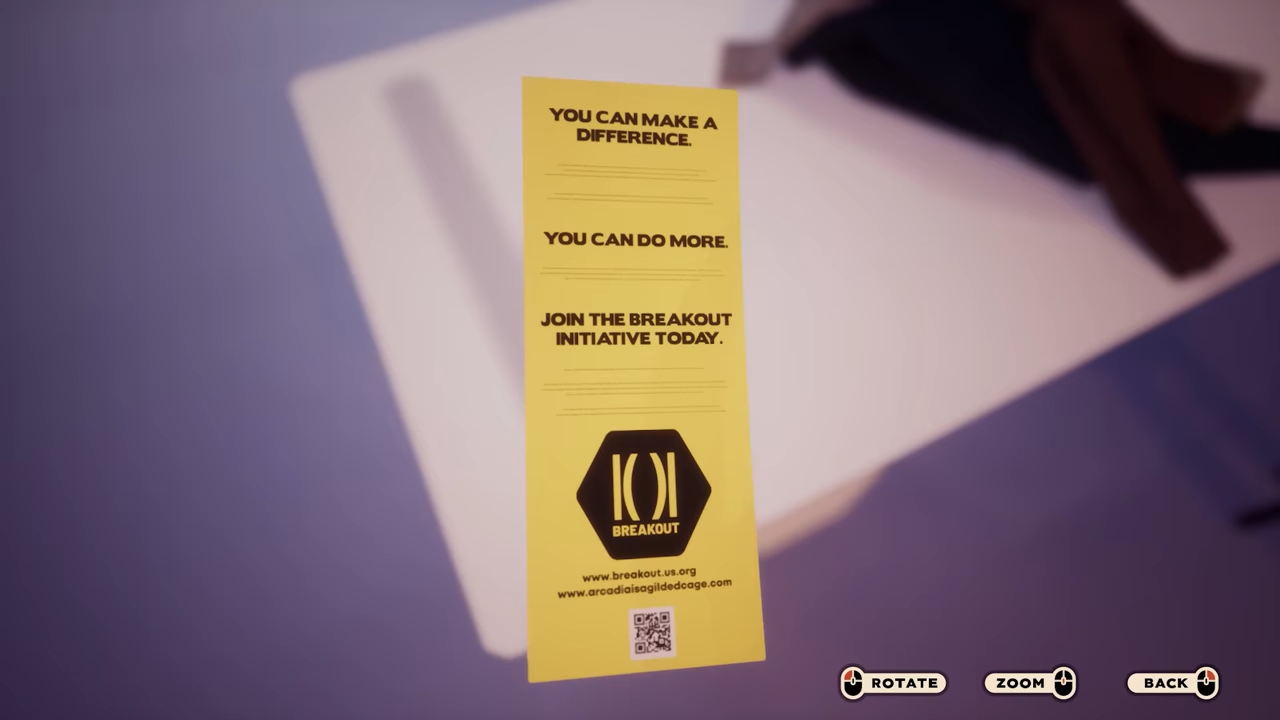 YOU CAN MAKE A
DIFFERENCE.
YOU CAN DO MORE.
JOIN THE BREAKOUT
INITIATIVE TODAY.
BREAKOUT
www.breakout.us.org
www.arcadiaisagildedcage.com
ROTATE
ZOOM
BACK